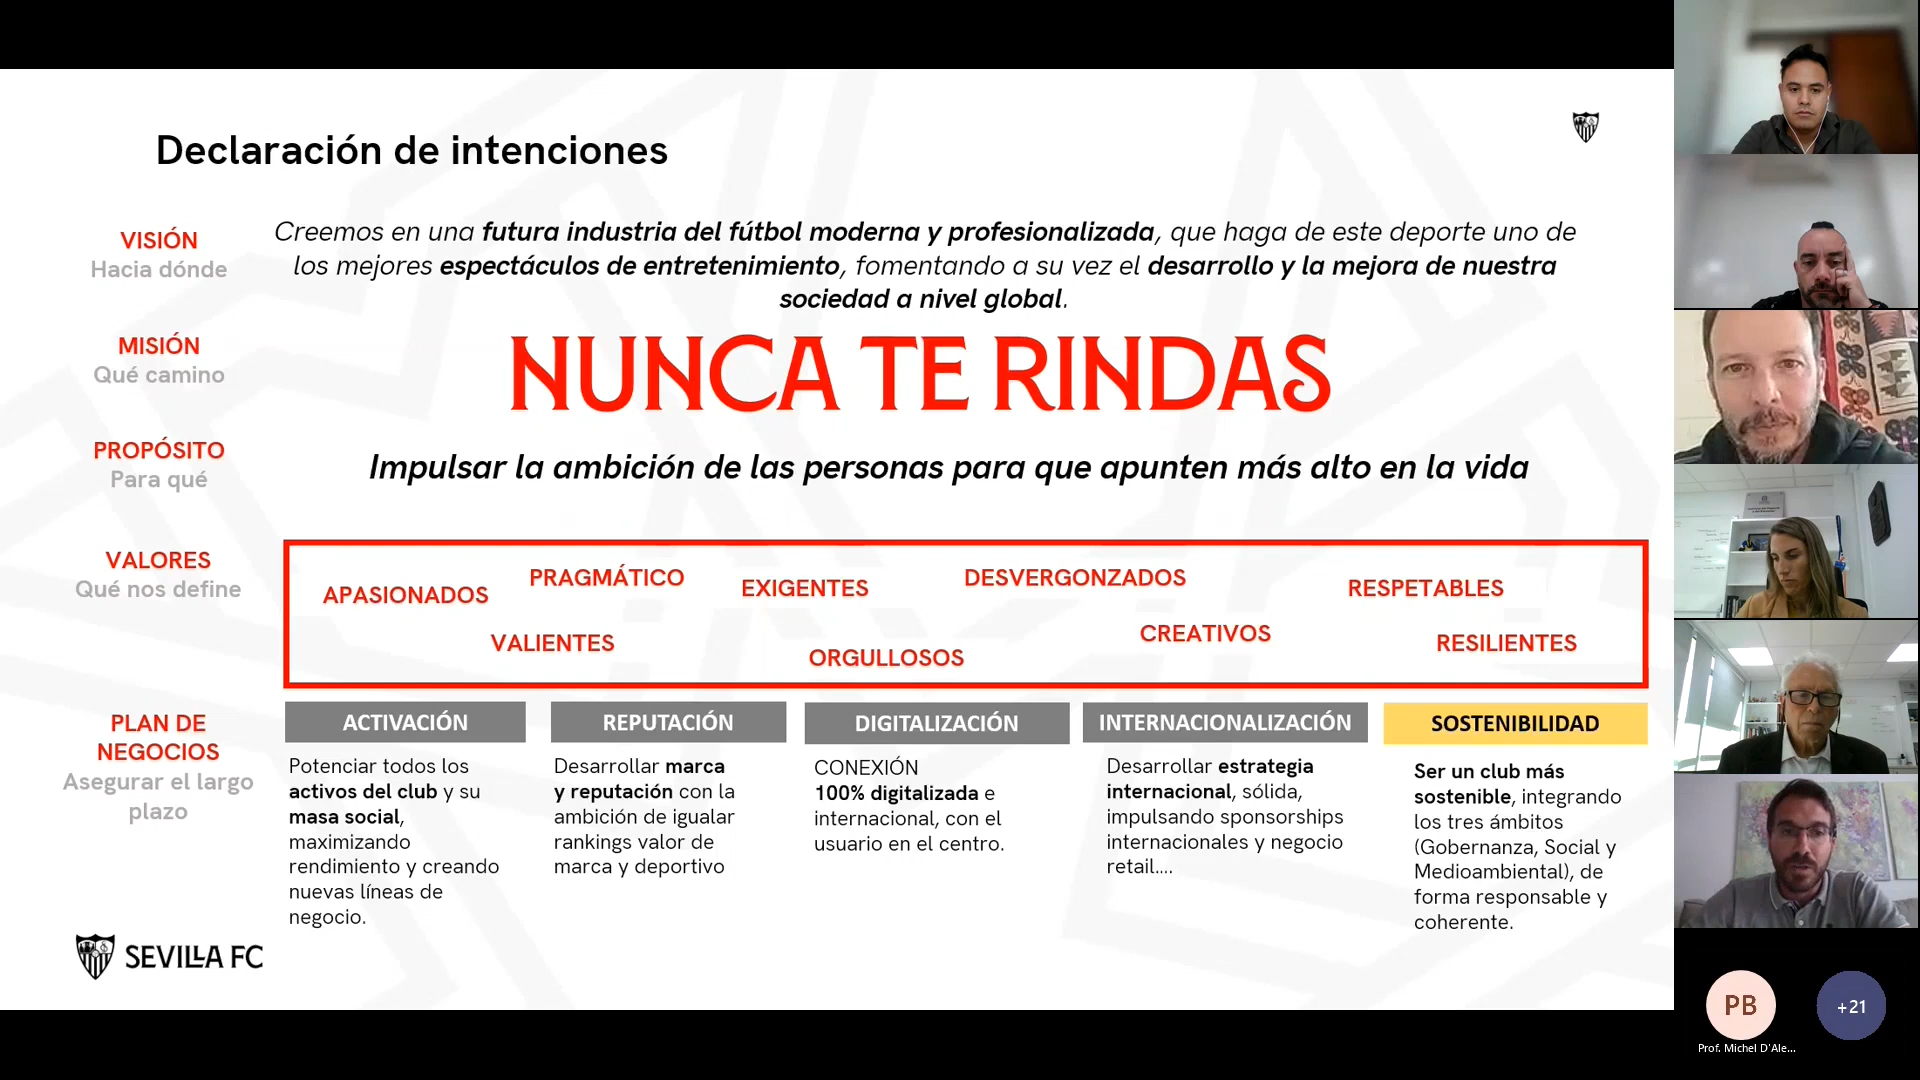 Declaración de intenciones
VISIÓN
Hacia dónde
Creemos en una futura industria del fútbol moderna y profesionalizada, que haga de este deporte uno de
los mejores espectáculos de entretenimiento, fomentando a su vez el desarrollo y la mejora de nuestra
sociedad a nivel global.
MISIÓN
Qué camino
NUNCA TE RINDAS
PROPÓSITO
Para qué
Impulsar la ambición de las personas para que apunten más alto en la vida
VALORES
Qué nos define
APASIONADOS
PRAGMÁTICO
EXIGENTES
DESVERGONZADOS
RESPETABLES
VALIENTES
ORGULLOSOS
CREATIVOS
RESILIENTES
PLAN DE
NEGOCIOS
Asegurar el largo
plazo
ACTIVACIÓN
Potenciar todos los
activos del club y su
masa social,
maximizando
rendimiento y creando
nuevas líneas de
negocio.
REPUTACIÓN
Desarrollar marca
y reputación con la
ambición de igualar
rankings valor de
marca y deportivo
DIGITALIZACIÓN
CONEXIÓN
100% digitalizada e
internacional, con el
usuario en el centro.
INTERNACIONALIZACIÓN
Desarrollar estrategia
internacional, sólida,
impulsando sponsorships
internacionales y negocio
retail....
SOSTENIBILIDAD
Ser un club más
sostenible, integrando
los tres ámbitos
(Gobernanza, Social y
Medioambiental), de
forma responsable y
coherente.
SEVILLA FC
PB
+21
Prof. Michel D'Ale...